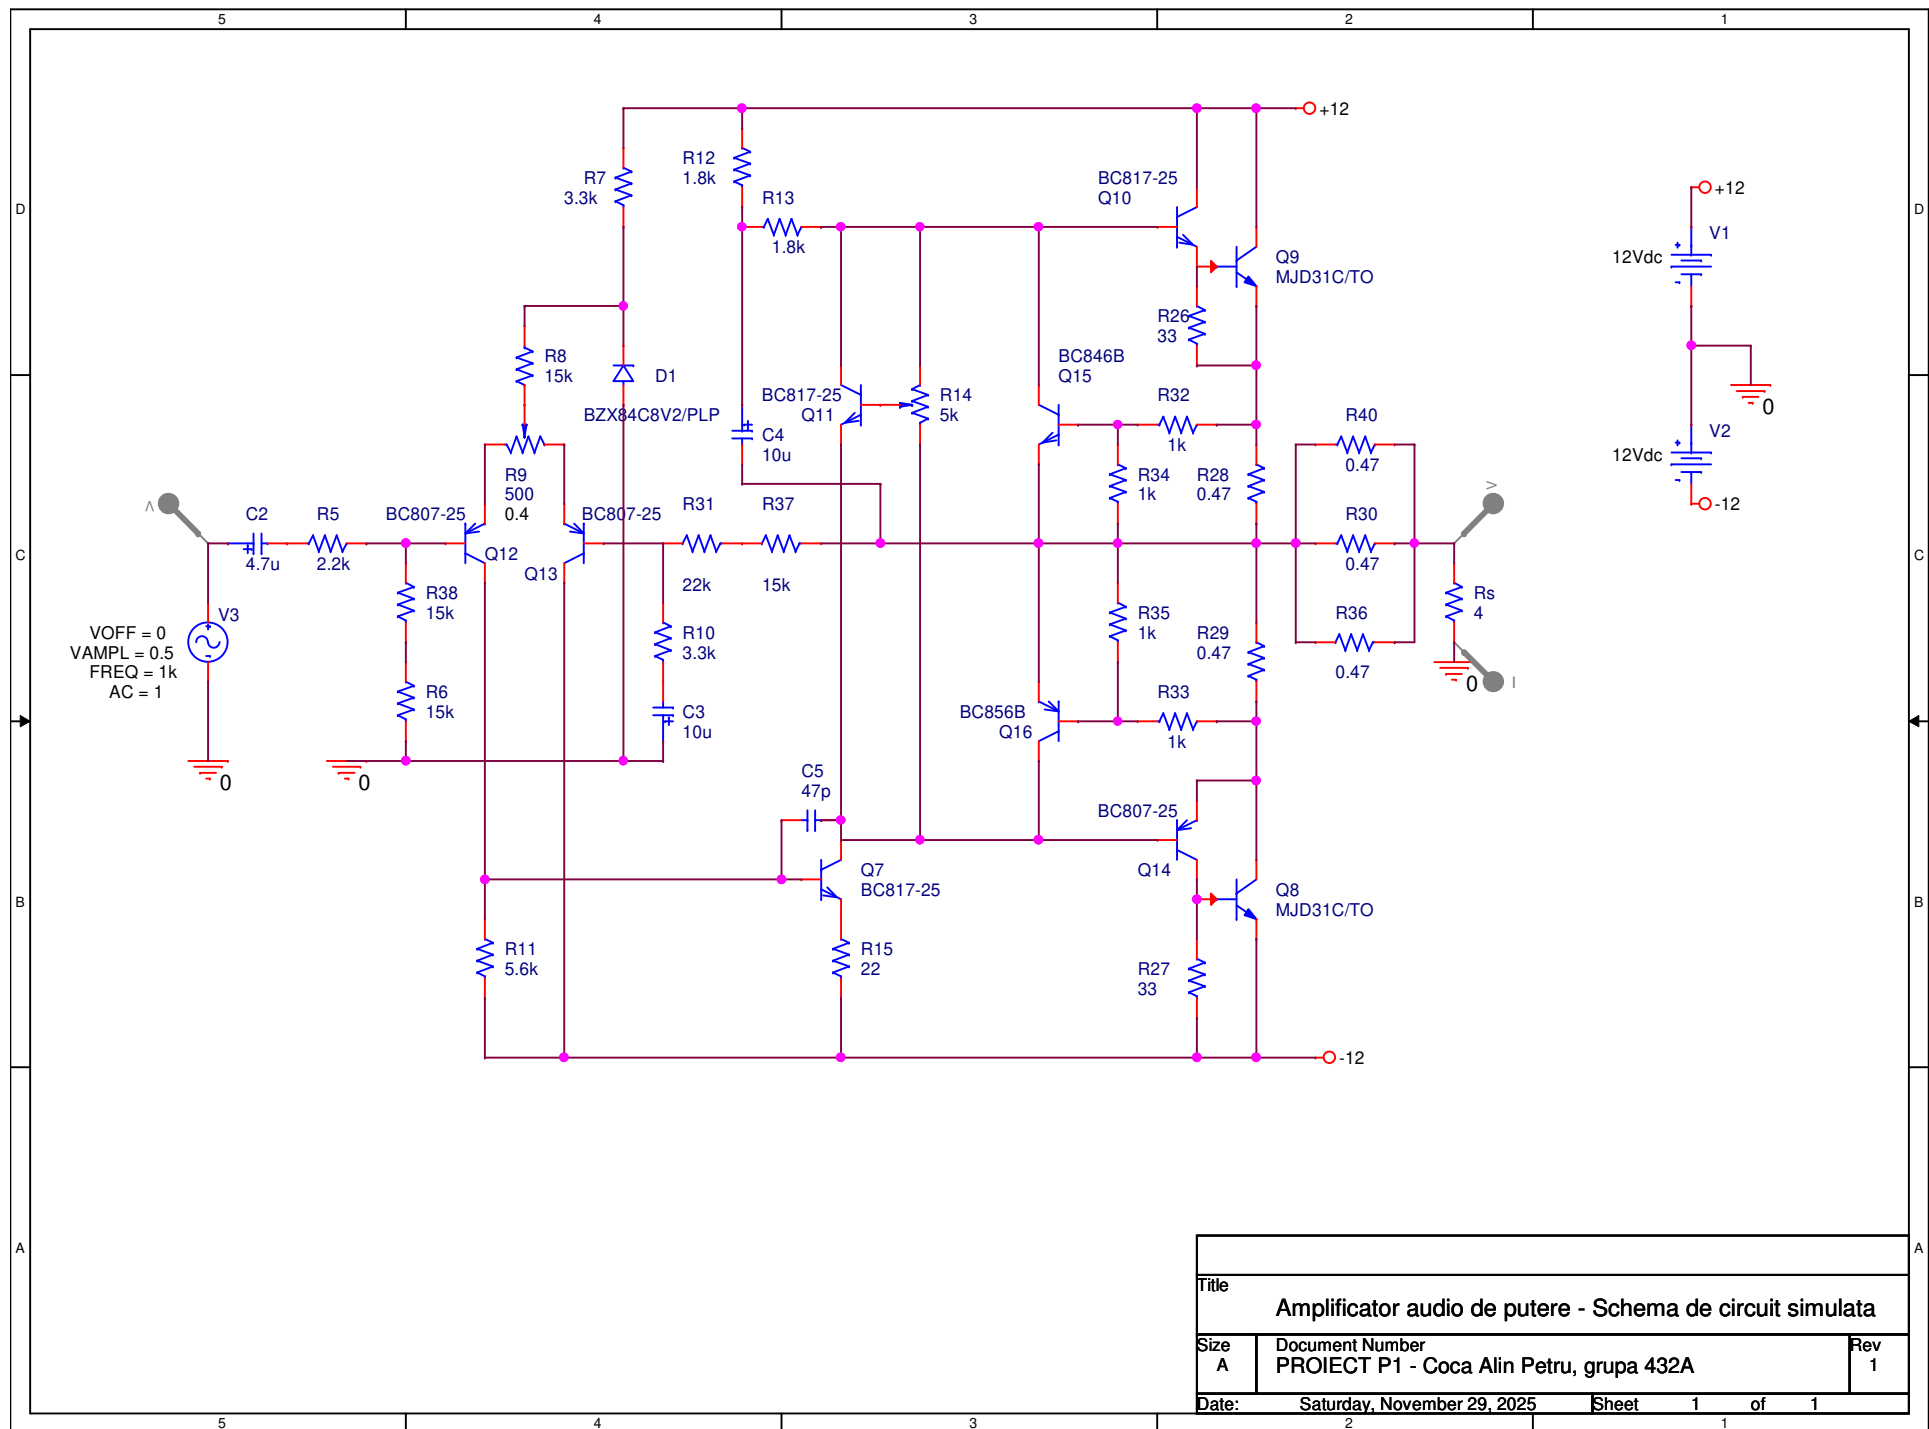 5 4 3 2 1
+12
R12
1.8k
R7
3.3k
R13
1.8k
BC817-25
Q10
+12
V1
12Vdc
D
D
Q9
MJD31C/TO
R26
33
R8
15k
D1
BZX84C8V2/PLP
BC817-25
Q11
R14
5k
BC846B
Q15
R32
1k
R40
0.47
0
V2
12Vdc
-12
C4
10u
R9
500
0.4
R34
1k
R28
0.47
V
V
C2
4.7u
R5
2.2k
BC807-25
Q12
BC807-25
Q13
R31
22k
R37
15k
R30
0.47
C
C
V3
VOFF = 0
VAMPL = 0.5
FREQ = 1k
AC = 1
R38
15k
R10
3.3k
R35
1k
R29
0.47
R36
0.47
Rs
4
0
I
R6
15k
C3
10u
BC856B
Q16
R33
1k
0
0
C5
47p
BC807-25
Q14
Q7
BC817-25
Q8
MJD31C/TO
B
B
R11
5.6k
R15
22
R27
33
-12
A
A
Title
Amplificator audio de putere - Schema de circuit simulata
Size
A
Document Number
PROIECT P1 - Coca Alin Petru, grupa 432A
Rev
1
Date: Saturday, November 29, 2025 Sheet 1 of 1
5 4 3 2 1